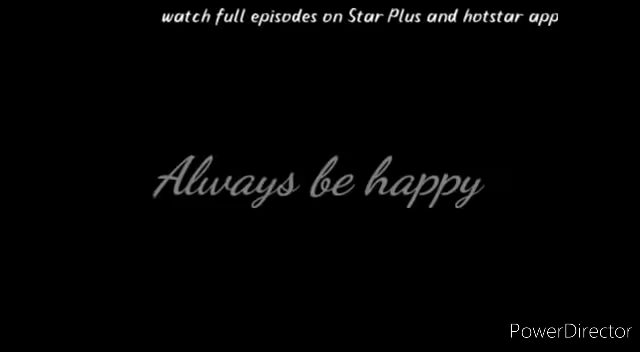 watch full episodes on Star Plus and hotstar app
Always be happy
PowerDirector